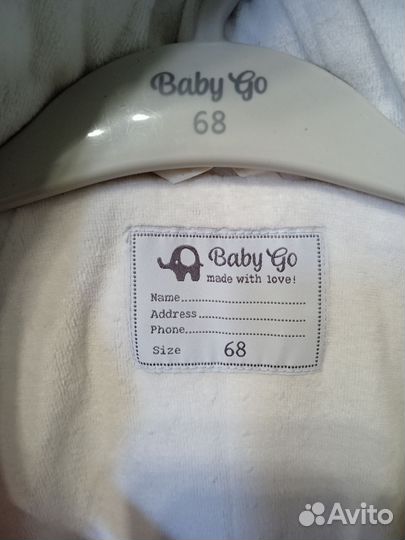 Baby Go
68
Baby Go
made with love!
Name
Address
Phone
Size 68
Avito